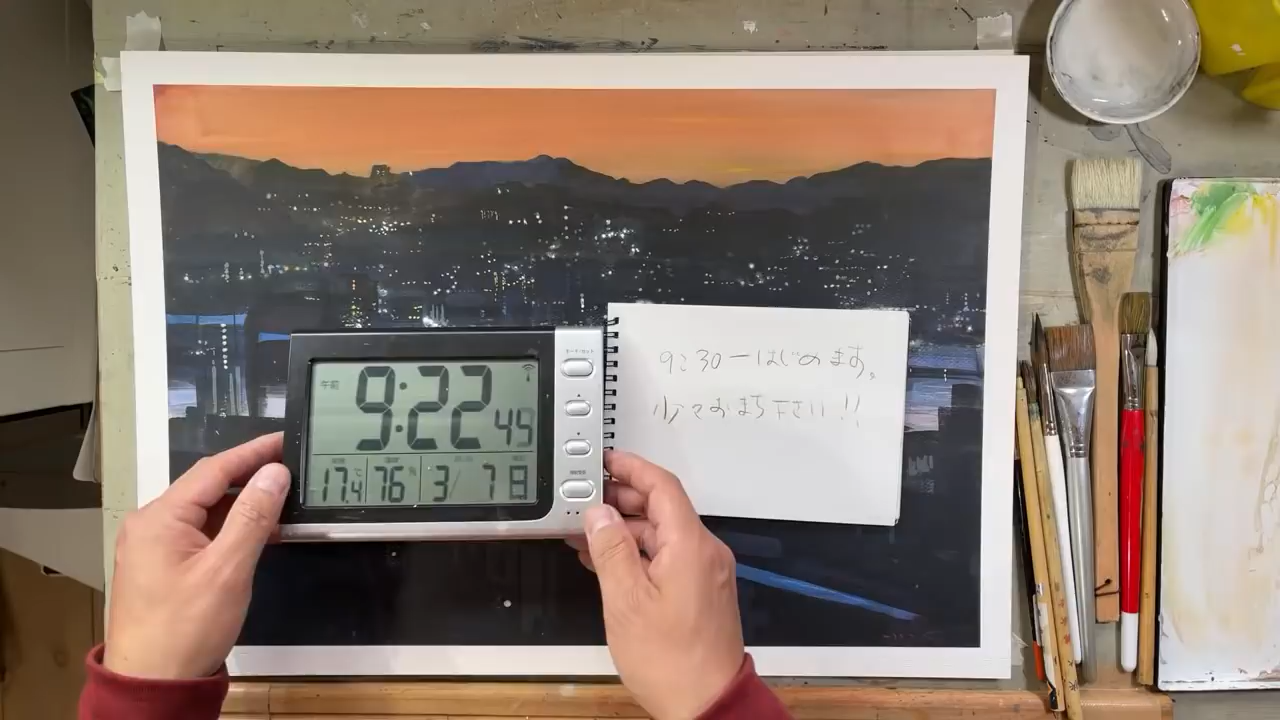 午前 9:22 45
17.4 ℃ 76 % 3/ 7 日
9:30ーはじめます。
少々お待ち下さい!!